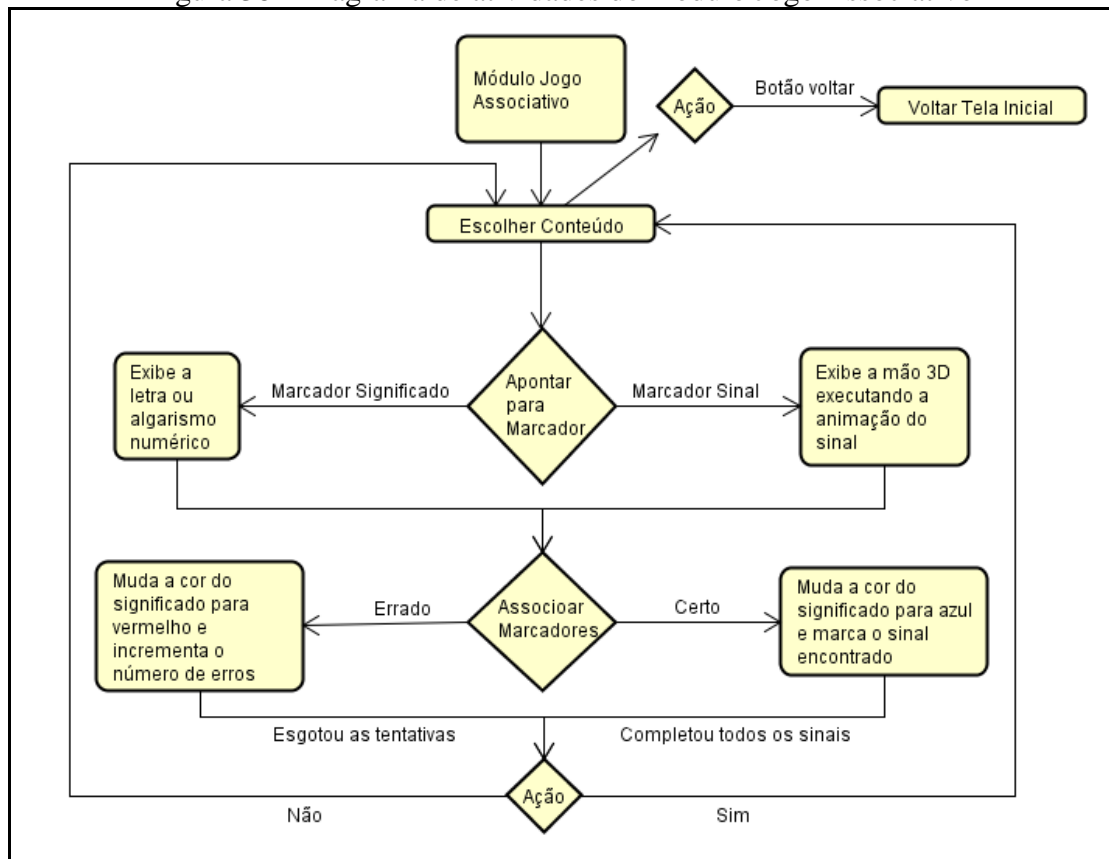 Módulo Jogo
Associativo
Ação
Botão voltar
Voltar Tela Inicial
Escolher Conteúdo
Exibe a
letra ou
algarismo
numérico
Marcador Significado
Apontar
para
Marcador
Marcador Sinal
Exibe a mão 3D
executando a
animação do
sinal
Muda a cor do
significado para
vermelho e
incrementa o
número de erros
Errado
Associoar
Marcadores
Certo
Muda a cor do
significado para azul
e marca o sinal
encontrado
Esgotou as tentativas
Completou todos os sinais
Ação
Não
Sim